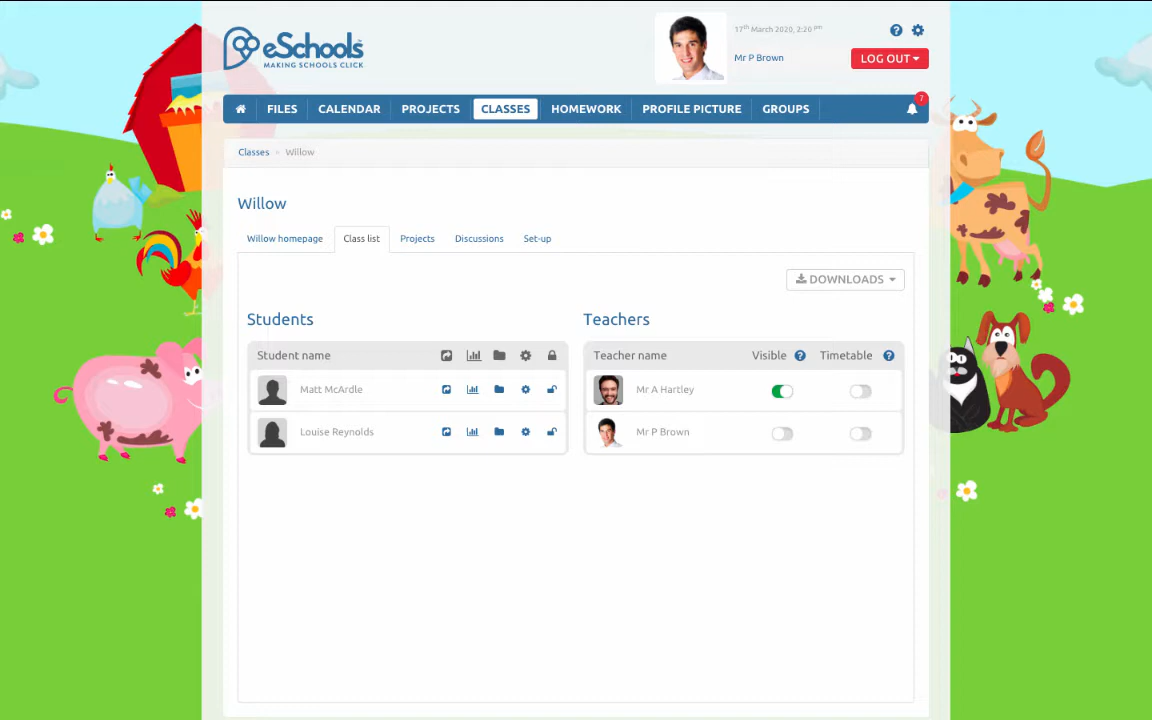 eSchools
MAKING SCHOOLS CLICK
17th March 2020, 2:20 pm
Mr P Brown
LOG OUT
FILES CALENDAR PROJECTS CLASSES HOMEWORK PROFILE PICTURE GROUPS 7
Classes > Willow
Willow
Willow homepage Class list Projects Discussions Set-up
DOWNLOADS
Students
Student name
Matt McArdle
Louise Reynolds
Teachers
Teacher name Visible ? Timetable ?
Mr A Hartley
Mr P Brown